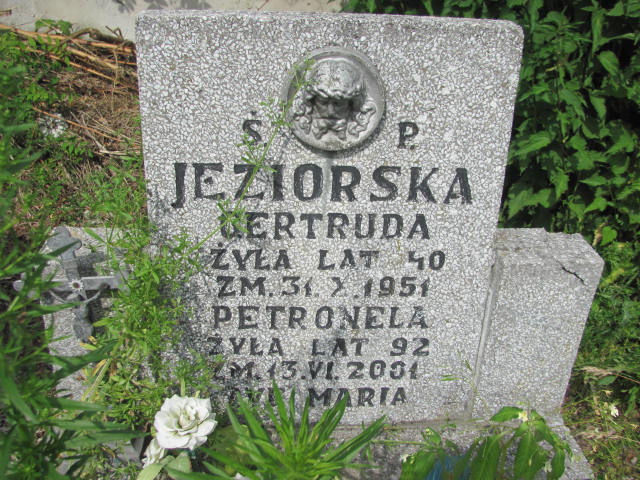 Ś. P.
JEZIORSKA
GERTRUDA
ŻYŁA LAT 40
ZM. 31. X. 1951
PETRONELA
ŻYŁA LAT 92
ZM. 13. VI. 2001
MARIA